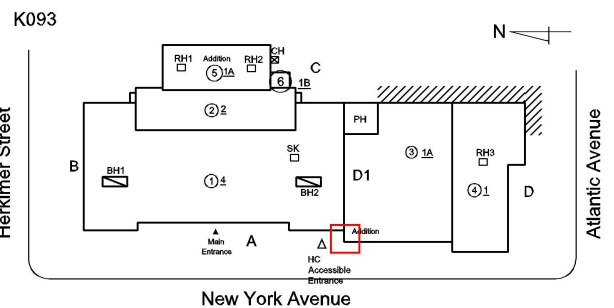 K093
N
RH1
Addition
RH2
CH
5 1A
6
C
1B
2 2
PH
Herkimer Street
Atlantic Avenue
SK
3 1A
RH3
B
BH1
1 4
BH2
D1
4 1
D
Main
Entrance
A
Addition
HC
Accessible
Entrance
New York Avenue